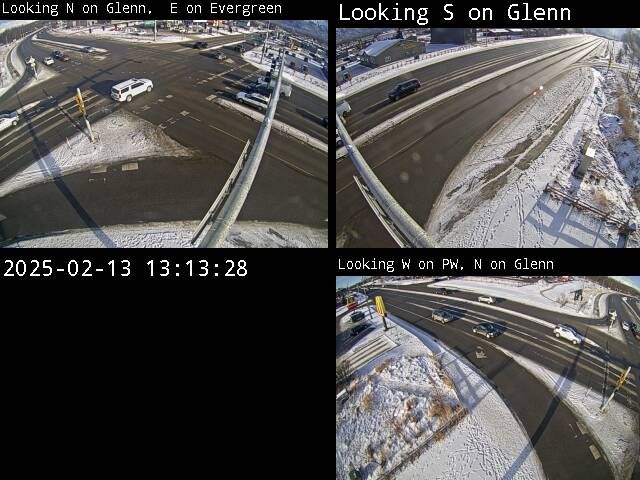 Looking N on Glenn, E on Evergreen
Looking S on Glenn
2025-02-13 13:13:28
Looking W on PW, N on Glenn